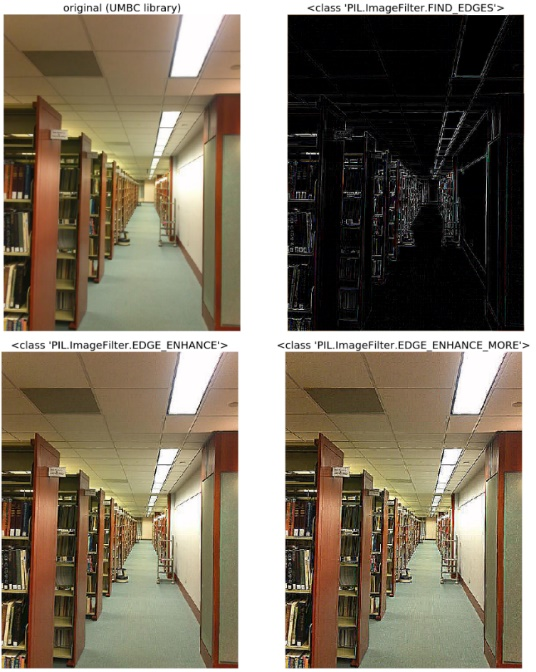 original (UMBC library)
<class 'PIL.ImageFilter.FIND_EDGES'>
<class 'PIL.ImageFilter.EDGE_ENHANCE'>
<class 'PIL.ImageFilter.EDGE_ENHANCE_MORE'>